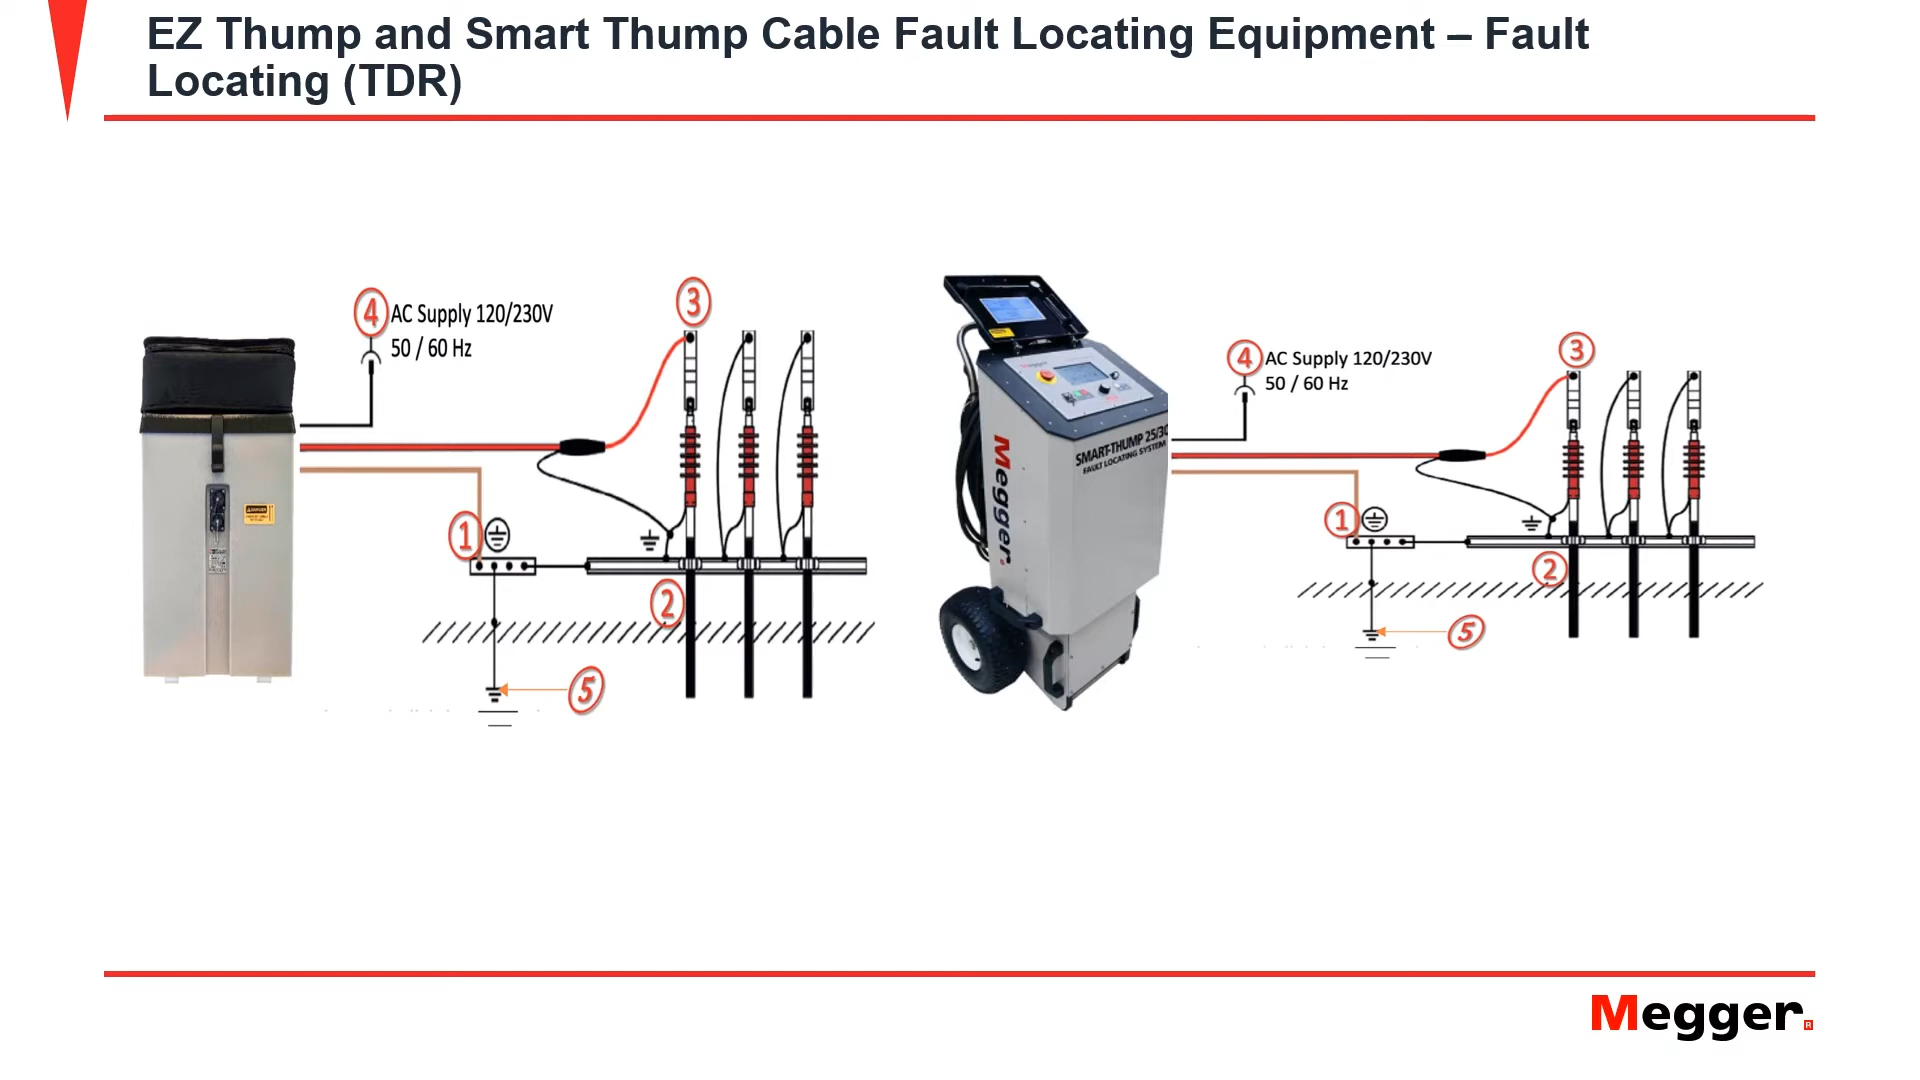 EZ Thump and Smart Thump Cable Fault Locating Equipment – Fault
Locating (TDR)
4 AC Supply 120/230V
50 / 60 Hz
3
1
2
5
Megger
SMART-THUMP 25/30
FAULT LOCATING SYSTEM
Megger.
4 AC Supply 120/230V
50 / 60 Hz
3
1
2
5
Megger.